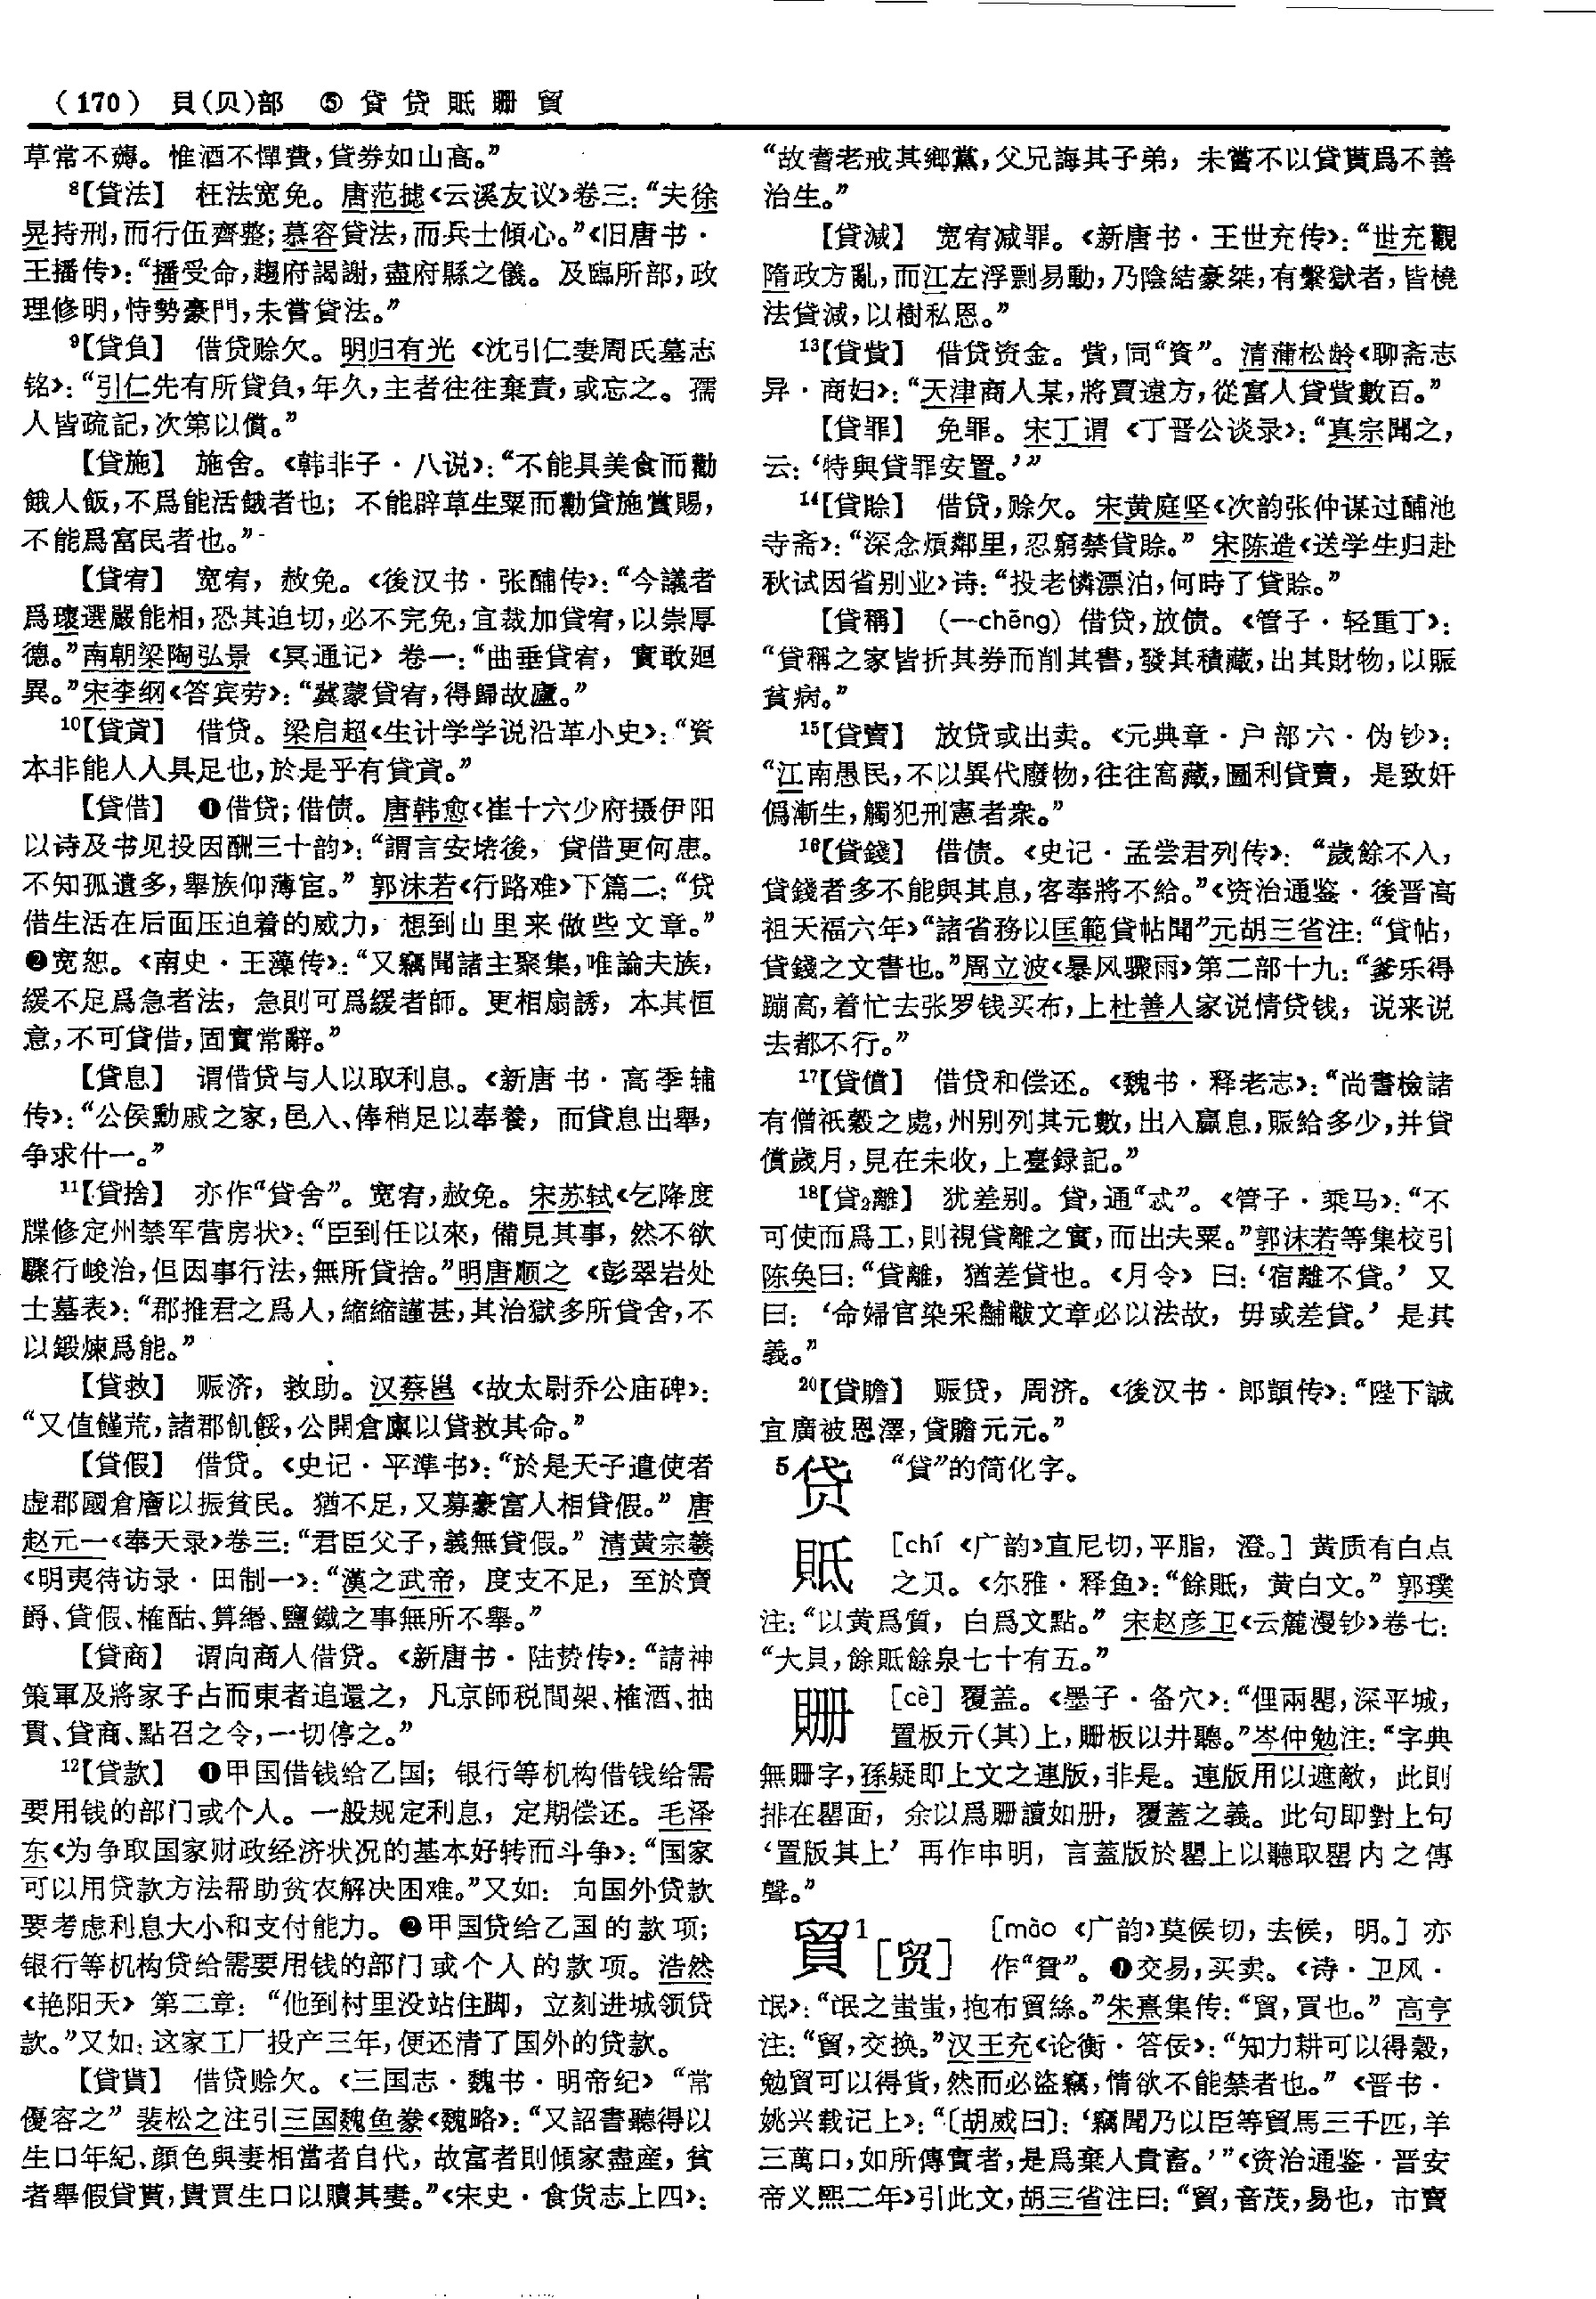 （170） 貝(贝)部 ⑤ 貸 贷 貾 䝳 貿
草常不薅。惟酒不憚費，貸券如山高。”
⁸【貸法】 枉法宽免。唐范摅《云溪友议》卷三：“夫徐
晃持刑，而行伍齊整；慕容貸法，而兵士傾心。”《旧唐书·
王播传》：“播受命，趨府謁謝，盡府縣之儀。及臨所部，政
理修明，恃勢豪門，未嘗貸法。”
⁹【貸負】 借贷赊欠。明归有光《沈引仁妻周氏墓志
铭》：“引仁先有所貸負，年久，主者往往棄責，或忘之。孺
人皆疏記，次第以償。”
【貸施】 施舍。《韩非子·八说》：“不能具美食而勸
餓人飯，不爲能活餓者也；不能辟草生粟而勸貸施賞賜，
不能爲富民者也。”
【貸宥】 宽宥，赦免。《後汉书·张酺传》：“今議者
爲瓌選嚴能相，恐其迫切，必不完免，宜裁加貸宥，以崇厚
德。”南朝梁陶弘景《冥通记》卷一：“曲垂貸宥，實敢迴
異。”宋李纲《答宾劳》：“冀蒙貸宥，得歸故廬。”
¹⁰【貸貣】 借贷。梁启超《生计学学说沿革小史》：“资
本非能人人具足也，於是乎有貸貣。”
【貸借】 ❶借贷；借债。唐韩愈《崔十六少府摄伊阳
以诗及书见投因酬三十韵》：“謂言安堵後，貸借更何患。
不知孤遺多，舉族仰薄宦。”郭沫若《行路难》下篇二：“贷
借生活在后面压迫着的威力，想到山里来做些文章。”
❷宽恕。《南史·王藻传》：“又竊聞諸主聚集，唯論夫族，
緩不足爲急者法，急則可爲緩者師。更相扇誘，本其恒
意，不可貸借，固實常辭。”
【貸息】 谓借贷与人以取利息。《新唐书·高季辅
传》：“公侯勳戚之家，邑入、俸稍足以奉養，而貸息出舉，
争求什一。”
¹¹【貸捨】 亦作“貸舍”。宽宥，赦免。宋苏轼《乞降度
牒修定州禁军营房状》：“臣到任以來，備見其事，然不欲
驟行峻治，但因事行法，無所貸捨。”明唐顺之《彭翠岩处
士墓表》：“郡推君之爲人，縮縮謹甚，其治獄多所貸舍，不
以鍛煉爲能。”
【貸救】 赈济，救助。汉蔡邕《故太尉乔公庙碑》：
“又值饉荒，諸郡飢餒，公開倉廩以貸救其命。”
【貸假】 借贷。《史记·平準书》：“於是天子遣使者
虚郡國倉廥以振貧民。猶不足，又募豪富人相貸假。”唐
赵元一《奉天录》卷三：“君臣父子，義無貸假。”清黄宗羲
《明夷待访录·田制一》：“漢之武帝，度支不足，至於賣
爵、貸假、榷酤、算緡、鹽鐵之事無所不舉。”
【貸商】 谓向商人借贷。《新唐书·陆贽传》：“請神
策軍及將家子占而東者追還之，凡京師税間架、榷酒、抽
貫、貸商、點召之令，一切停之。”
¹²【貸款】 ❶甲国借钱给乙国；银行等机构借钱给需
要用钱的部门或个人。一般规定利息，定期偿还。毛泽
东《为争取国家财政经济状况的基本好转而斗争》：“国家
可以用贷款方法帮助贫农解决困难。”又如：向国外贷款
要考虑利息大小和支付能力。❷甲国贷给乙国的款项；
银行等机构贷给需要用钱的部门或个人的款项。浩然
《艳阳天》第二章：“他到村里没站住脚，立刻进城领贷
款。”又如：这家工厂投产三年，便还清了国外的贷款。
【貸貰】 借贷赊欠。《三国志·魏书·明帝纪》“常
優容之”裴松之注引三国魏鱼豢《魏略》：“又詔書聽得以
生口年紀、顔色與妻相當者自代，故富者則傾家盡産，貧
者舉假貸貰，貴買生口以贖其妻。”《宋史·食货志上四》：
“故耆老戒其鄉黨，父兄誨其子弟，未嘗不以貸貰爲不善
治生。”
【貸減】 宽宥减罪。《新唐书·王世充传》：“世充觀
隋政方亂，而江左浮剽易動，乃陰結豪桀，有繫獄者，皆橈
法貸減，以樹私恩。”
¹³【貸貲】 借贷资金。貲，同“資”。清蒲松龄《聊斋志
异·商妇》：“天津商人某，將賈遠方，從富人貸貲數百。”
【貸罪】 免罪。宋丁谓《丁晋公谈录》：“真宗聞之，
云：‘特與貸罪安置。’”
¹⁴【貸賒】 借贷，赊欠。宋黄庭坚《次韵张仲谋过酺池
寺斋》：“深念煩鄰里，忍窮禁貸賒。”宋陈造《送学生归赴
秋试因省别业》诗：“投老憐漂泊，何時了貸賒。”
【貸稱】 （—chēng）借贷，放债。《管子·轻重丁》：
“貸稱之家皆折其券而削其書，發其積藏，出其財物，以賑
貧病。”
¹⁵【貸賣】 放贷或出卖。《元典章·户部六·伪钞》：
“江南愚民，不以異代廢物，往往窩藏，圖利貸賣，是致奸
僞漸生，觸犯刑憲者衆。”
¹⁶【貸錢】 借债。《史记·孟尝君列传》：“歲餘不入，
貸錢者多不能與其息，客奉將不給。”《资治通鉴·後晋高
祖天福六年》“諸省務以匡範貸帖聞”元胡三省注：“貸帖，
貸錢之文書也。”周立波《暴风骤雨》第二部十九：“爹乐得
蹦高，着忙去张罗钱买布，上杜善人家说情贷钱，说来说
去都不行。”
¹⁷【貸償】 借贷和偿还。《魏书·释老志》：“尚書檢諸
有僧祇穀之處，州别列其元數，出入贏息，賑給多少，并貸
償歲月，見在未收，上臺録記。”
¹⁸【貸₂離】 犹差别。貸，通“忒”。《管子·乘马》：“不
可使而爲工，則視貸離之實，而出夫粟。”郭沫若等集校引
陈奂曰：“貸離，猶差貸也。《月令》曰：‘宿離不貸。’又
曰：‘命婦官染采黼黻文章必以法故，毋或差貸。’是其
義。”
²⁰【貸贍】 赈贷，周济。《後汉书·郎顗传》：“陛下誠
宜廣被恩澤，貸贍元元。”
⁵贷 “貸”的简化字。
貾 ［chí《广韵》直尼切，平脂，澄。］黄质有白点
之贝。《尔雅·释鱼》：“餘貾，黄白文。”郭璞
注：“以黄爲質，白爲文點。”宋赵彦卫《云麓漫钞》卷七：
“大貝，餘貾餘泉七十有五。”
䝳 ［cè］覆盖。《墨子·备穴》：“俚兩罌，深平城，
置板亓(其)上，䝳板以井聽。”岑仲勉注：“字典
無䝳字，孫疑即上文之連版，非是。連版用以遮敵，此則
排在罌面，余以爲䝳讀如册，覆蓋之義。此句即對上句
‘置版其上’再作申明，言蓋版於罌上以聽取罌内之傳
聲。”
貿¹［贸］ ［mào《广韵》莫侯切，去候，明。］亦
作“貲”。❶交易，买卖。《诗·卫风·
氓》：“氓之蚩蚩，抱布貿絲。”朱熹集传：“貿，買也。”高亨
注：“貿，交换。”汉王充《论衡·答佞》：“知力耕可以得穀，
勉貿可以得貨，然而必盗竊，情欲不能禁者也。”《晋书·
姚兴载记上》：“〔胡威曰〕：‘竊聞乃以臣等貿馬三千匹，羊
三萬口，如所傳實者，是爲棄人貴畜。’”《资治通鉴·晋安
帝义熙二年》引此文，胡三省注曰：“貿，音茂，易也，市賣